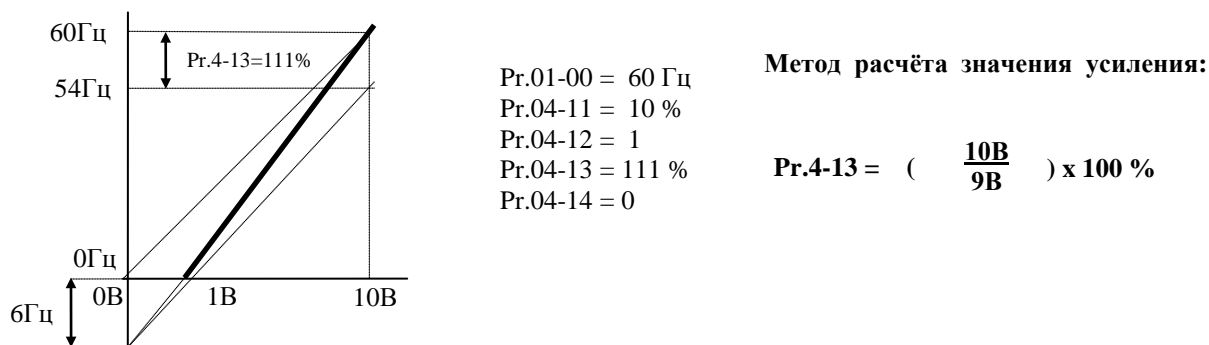 60Гц
Pr.4-13=111%
54Гц
0Гц
0В 1В 10В
6Гц
Pr.01-00 = 60 Гц
Pr.04-11 = 10 %
Pr.04-12 = 1
Pr.04-13 = 111 %
Pr.04-14 = 0
Метод расчёта значения усиления:
Pr.4-13 = ( 10В ) x 100 %
9В